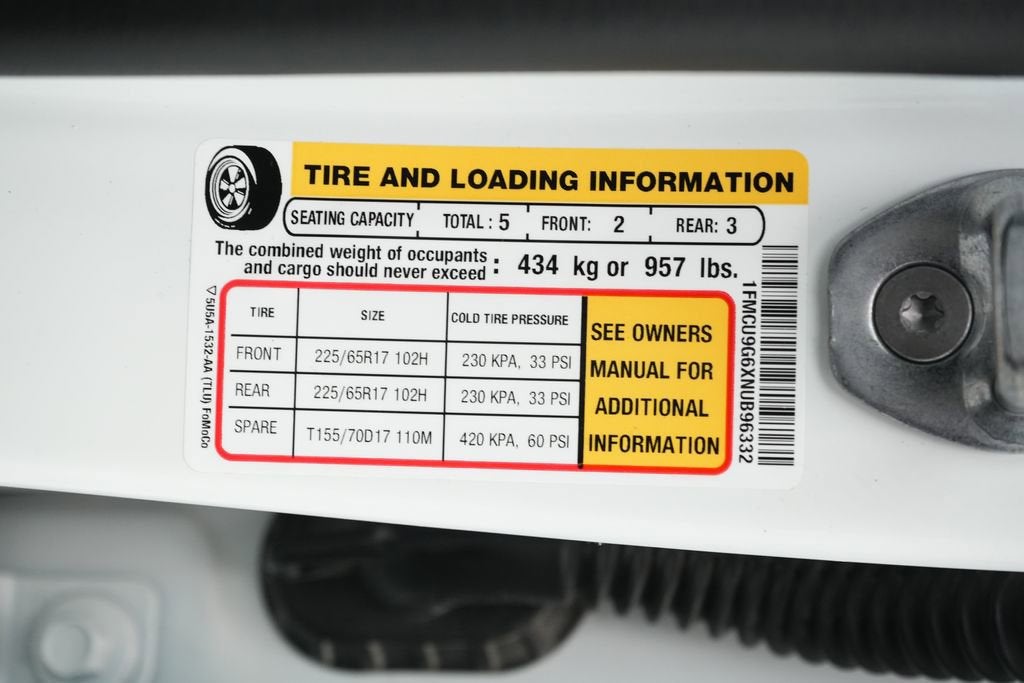 TIRE AND LOADING INFORMATION
SEATING CAPACITY TOTAL : 5 FRONT: 2 REAR: 3
The combined weight of occupants
and cargo should never exceed : 434 kg or 957 lbs.
TIRE SIZE COLD TIRE PRESSURE
FRONT 225/65R17 102H 230 KPA, 33 PSI
REAR 225/65R17 102H 230 KPA, 33 PSI
SPARE T155/70D17 110M 420 KPA, 60 PSI
SEE OWNERS
MANUAL FOR
ADDITIONAL
INFORMATION
5U5A-1532-AA (TLU) FoMoCo
1FMCU9G6XNUB96332